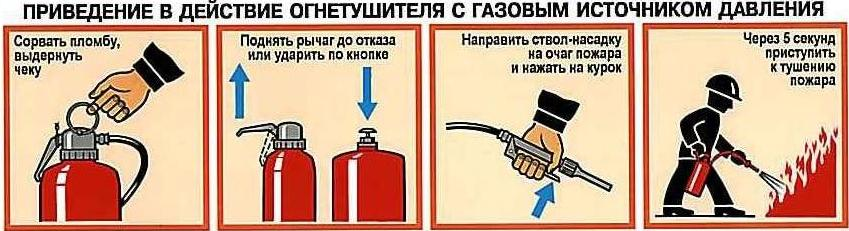 ПРИВЕДЕНИЕ В ДЕЙСТВИЕ ОГНЕТУШИТЕЛЯ С ГАЗОВЫМ ИСТОЧНИКОМ ДАВЛЕНИЯ
Сорвать пломбу,
выдернуть
чеку
Поднять рычаг до отказа
или ударить по кнопке
Направить ствол-насадку
на очаг пожара
и нажать на курок
Через 5 секунд
приступить
к тушению
пожара